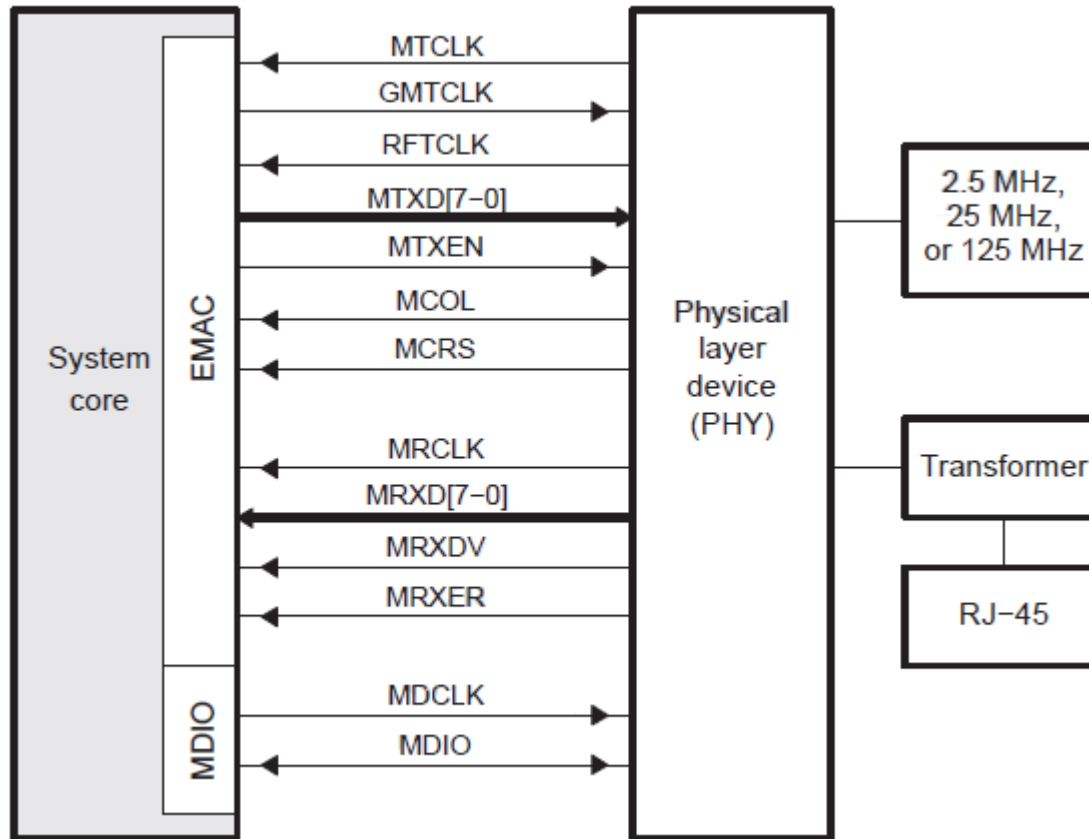 MTCLK
GMTCLK
RFTCLK
MTXD[7−0]
MTXEN
MCOL
MCRS
MRCLK
MRXD[7−0]
MRXDV
MRXER
MDCLK
MDIO
System
core
EMAC
MDIO
Physical
layer
device
(PHY)
2.5 MHz,
25 MHz,
or 125 MHz
Transformer
RJ−45